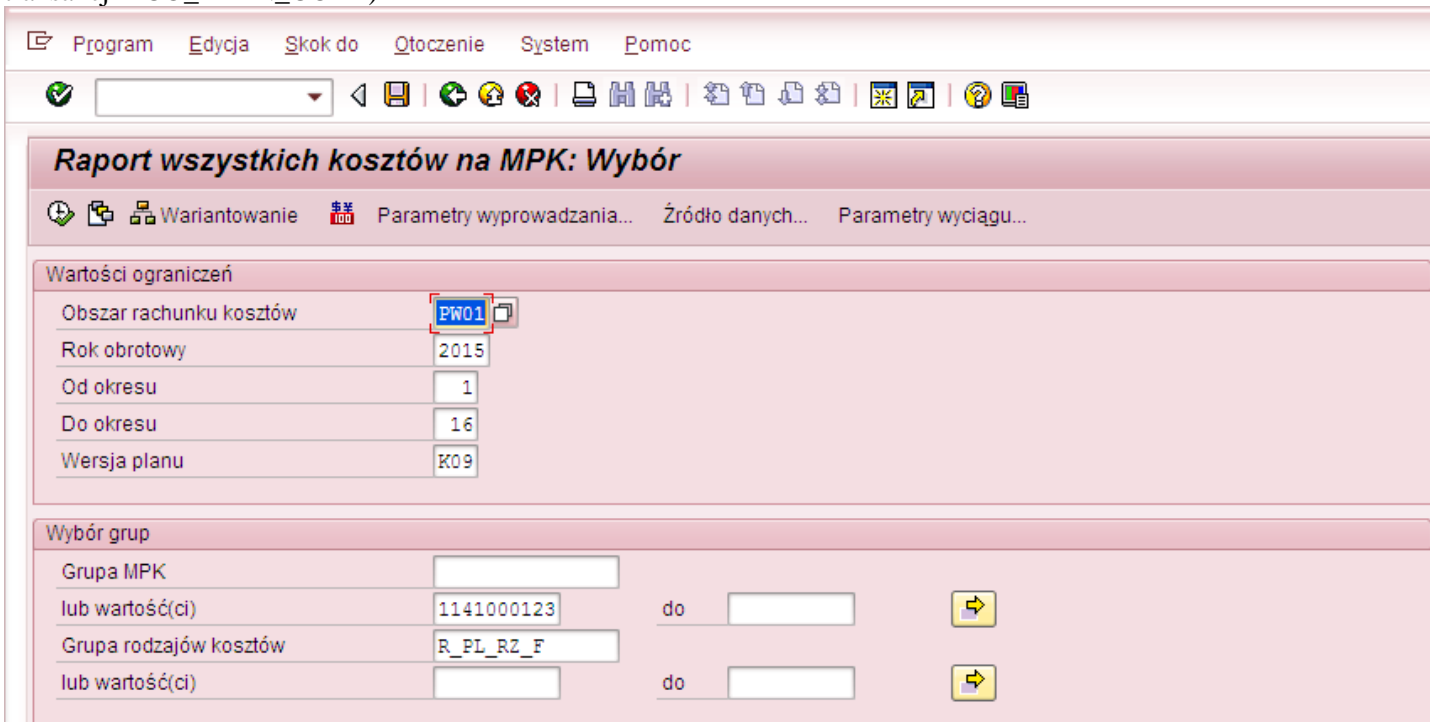 Program Edycja Skok do Otoczenie System Pomoc
Raport wszystkich kosztów na MPK: Wybór
Wariantowanie Parametry wyprowadzania... Źródło danych... Parametry wyciągu...
Wartości ograniczeń
Obszar rachunku kosztów PW01
Rok obrotowy 2015
Od okresu 1
Do okresu 16
Wersja planu K09
Wybór grup
Grupa MPK
lub wartość(ci) 1141000123 do
Grupa rodzajów kosztów R_PL_RZ_F
lub wartość(ci) do